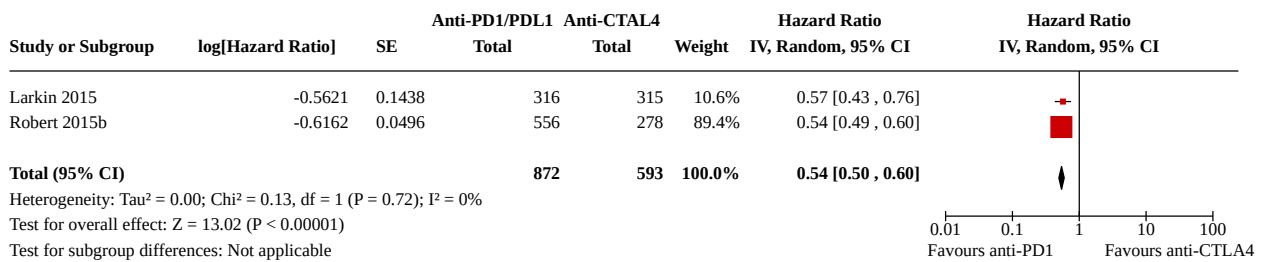 Anti-PD1/PDL1 Anti-CTAL4 Hazard Ratio Hazard Ratio
Study or Subgroup log[Hazard Ratio] SE Total Total Weight IV, Random, 95% CI IV, Random, 95% CI
Larkin 2015 -0.5621 0.1438 316 315 10.6% 0.57 [0.43 , 0.76]
Robert 2015b -0.6162 0.0496 556 278 89.4% 0.54 [0.49 , 0.60]
Total (95% CI) 872 593 100.0% 0.54 [0.50 , 0.60]
Heterogeneity: Tau² = 0.00; Chi² = 0.13, df = 1 (P = 0.72); I² = 0%
Test for overall effect: Z = 13.02 (P < 0.00001) 0.01 0.1 1 10 100
Test for subgroup differences: Not applicable Favours anti-PD1 Favours anti-CTLA4